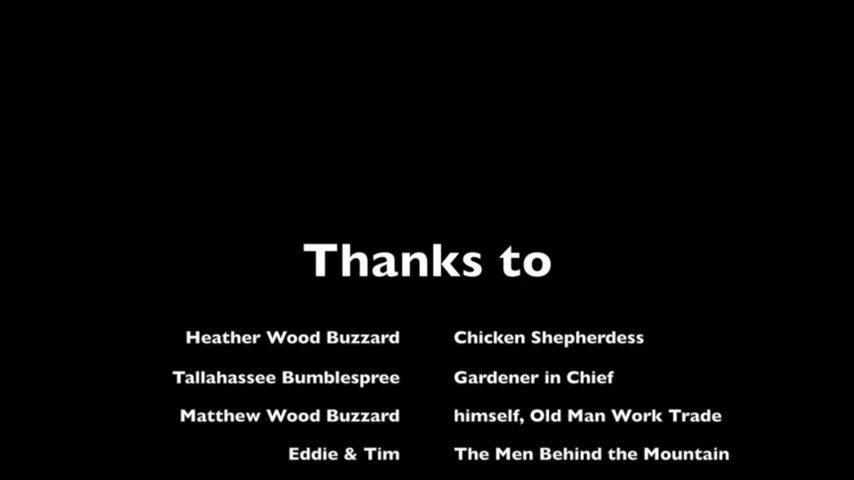 Thanks to
Heather Wood Buzzard Chicken Shepherdess
Tallahassee Bumblespree Gardener in Chief
Matthew Wood Buzzard himself, Old Man Work Trade
Eddie & Tim The Men Behind the Mountain